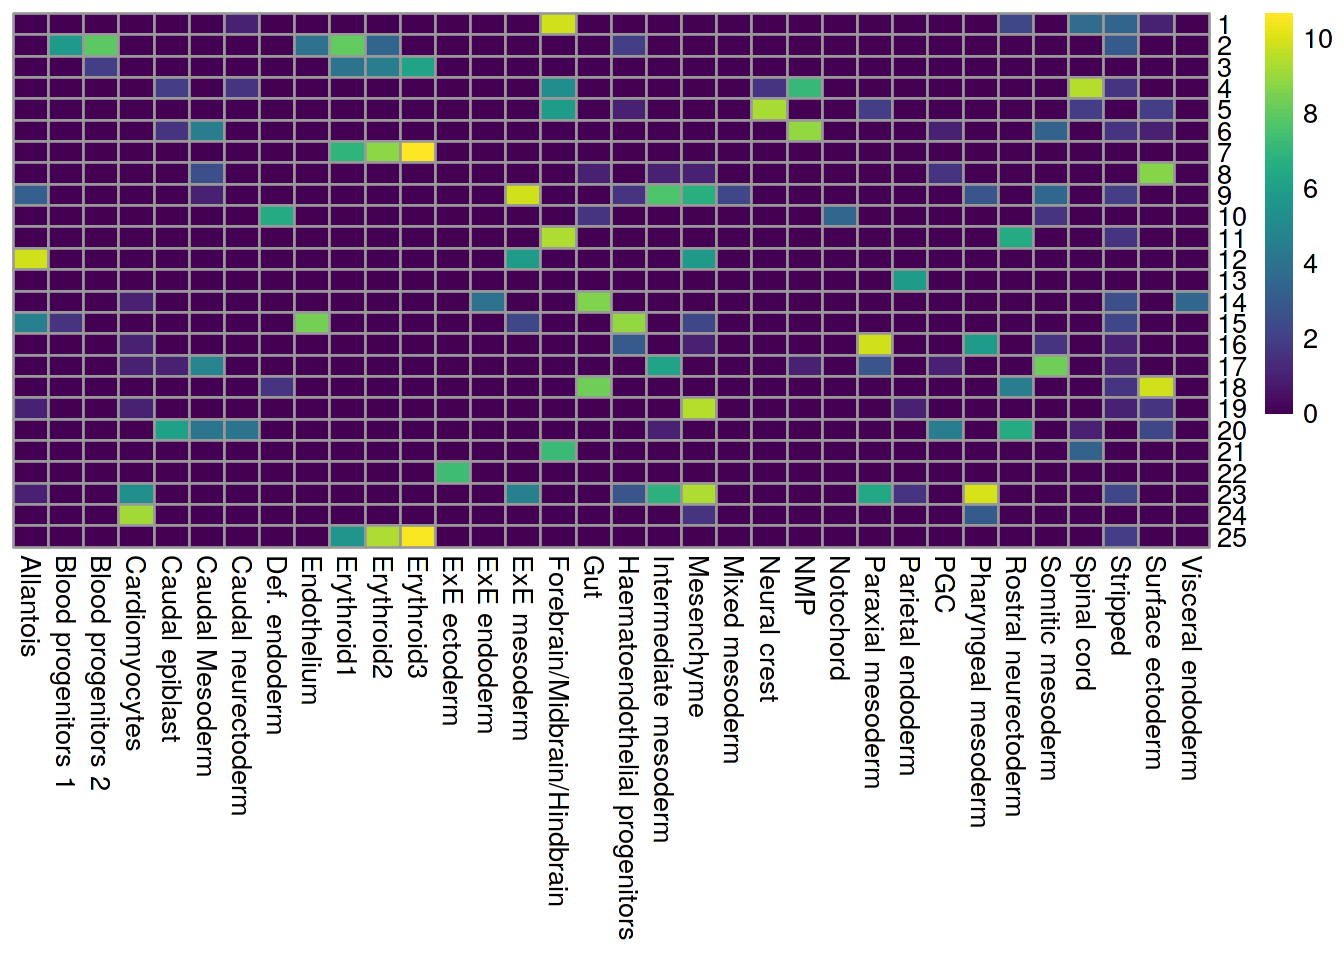 1
2
3
4
5
6
7
8
9
10
11
12
13
14
15
16
17
18
19
20
21
22
23
24
25
10
8
6
4
2
0
Allantois
Blood progenitors 1
Blood progenitors 2
Cardiomyocytes
Caudal epiblast
Caudal Mesoderm
Caudal neurectoderm
Def. endoderm
Endothelium
Erythroid1
Erythroid2
Erythroid3
ExE ectoderm
ExE endoderm
ExE mesoderm
Forebrain/Midbrain/Hindbrain
Gut
Haematoendothelial progenitors
Intermediate mesoderm
Mesenchyme
Mixed mesoderm
Neural crest
NMP
Notochord
Paraxial mesoderm
Parietal endoderm
PGC
Pharyngeal mesoderm
Rostral neurectoderm
Somitic mesoderm
Spinal cord
Stripped
Surface ectoderm
Visceral endoderm